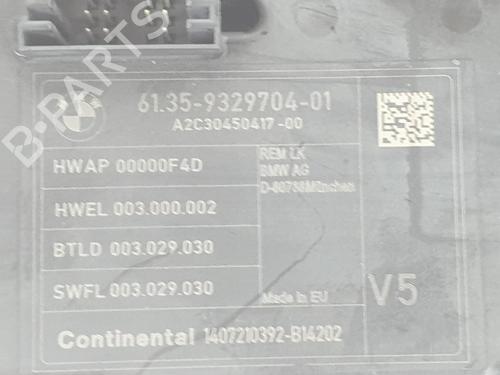 BMW
61.35-9329704-01
A2C30450417-00
HWAP 00000F4D
REM LK
BMW AG
D-80788München
HWEL 003.000.002
BTLD 003.029.030
SWFL 003.029.030
Made in EU
V5
Continental 1407210392-B14202
B-PARTS